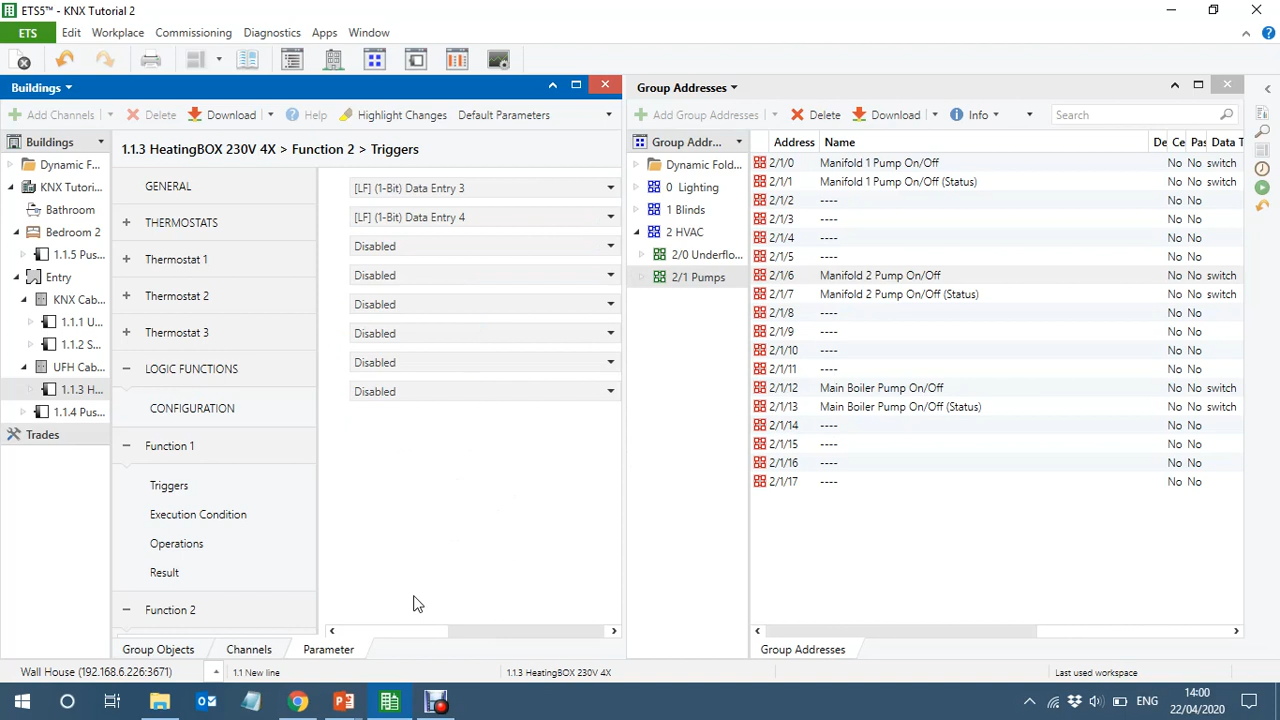 ETS5™ - KNX Tutorial 2
ETS Edit Workplace Commissioning Diagnostics Apps Window
Buildings
Add Channels Delete Download Help Highlight Changes Default Parameters
Buildings
Dynamic F...
KNX Tutori...
Bathroom
Bedroom 2
1.1.5 Pus...
Entry
KNX Cab...
1.1.1 U...
1.1.2 S...
UFH Cab...
1.1.3 H...
1.1.4 Pus...
Trades
1.1.3 HeatingBOX 230V 4X > Function 2 > Triggers
GENERAL
THERMOSTATS
Thermostat 1
Thermostat 2
Thermostat 3
LOGIC FUNCTIONS
CONFIGURATION
Function 1
Triggers
Execution Condition
Operations
Result
Function 2
[LF] (1-Bit) Data Entry 3
[LF] (1-Bit) Data Entry 4
Disabled
Disabled
Disabled
Disabled
Disabled
Disabled
Group Objects Channels Parameter
Group Addresses
Add Group Addresses Delete Download Info Search
Group Addr...
Dynamic Fold...
0 Lighting
1 Blinds
2 HVAC
2/0 Underflo...
2/1 Pumps
Address Name De Ce Pas Data T
2/1/0 Manifold 1 Pump On/Off No No switch
2/1/1 Manifold 1 Pump On/Off (Status) No No switch
2/1/2 ---- No No
2/1/3 ---- No No
2/1/4 ---- No No
2/1/5 ---- No No
2/1/6 Manifold 2 Pump On/Off No No switch
2/1/7 Manifold 2 Pump On/Off (Status) No No switch
2/1/8 ---- No No
2/1/9 ---- No No
2/1/10 ---- No No
2/1/11 ---- No No
2/1/12 Main Boiler Pump On/Off No No switch
2/1/13 Main Boiler Pump On/Off (Status) No No switch
2/1/14 ---- No No
2/1/15 ---- No No
2/1/16 ---- No No
2/1/17 ---- No No
Group Addresses
Wall House (192.168.6.226:3671) 1.1 New line 1.1.3 HeatingBOX 230V 4X Last used workspace
ENG
14:00
22/04/2020